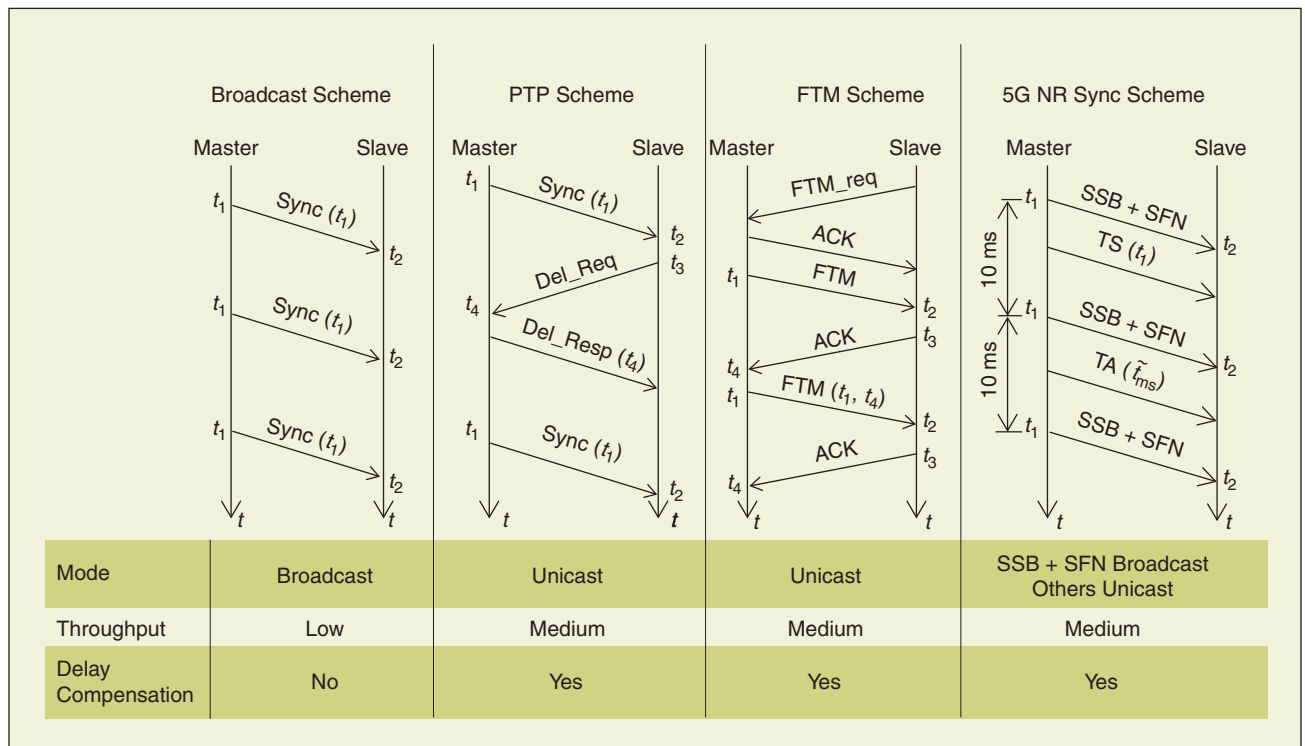 Broadcast Scheme
Master Slave
t1 Sync (t1) t2
t1 Sync (t1) t2
t1 Sync (t1) t2
t t
PTP Scheme
Master Slave
t1 Sync (t1) t2
t3
Del_Req
t4
Del_Resp (t4)
t1 Sync (t1) t2
t t
FTM Scheme
Master Slave
FTM_req
ACK
t1 FTM t2
ACK t3
t4
t1 FTM (t1, t4) t2
ACK t3
t4
t t
5G NR Sync Scheme
Master Slave
t1 SSB + SFN t2
10 ms
TS (t1)
t1 SSB + SFN t2
10 ms
TA (t̃ms)
t1 SSB + SFN t2
t t
Mode Broadcast Unicast Unicast SSB + SFN Broadcast
Others Unicast
Throughput Low Medium Medium Medium
Delay
Compensation No Yes Yes Yes